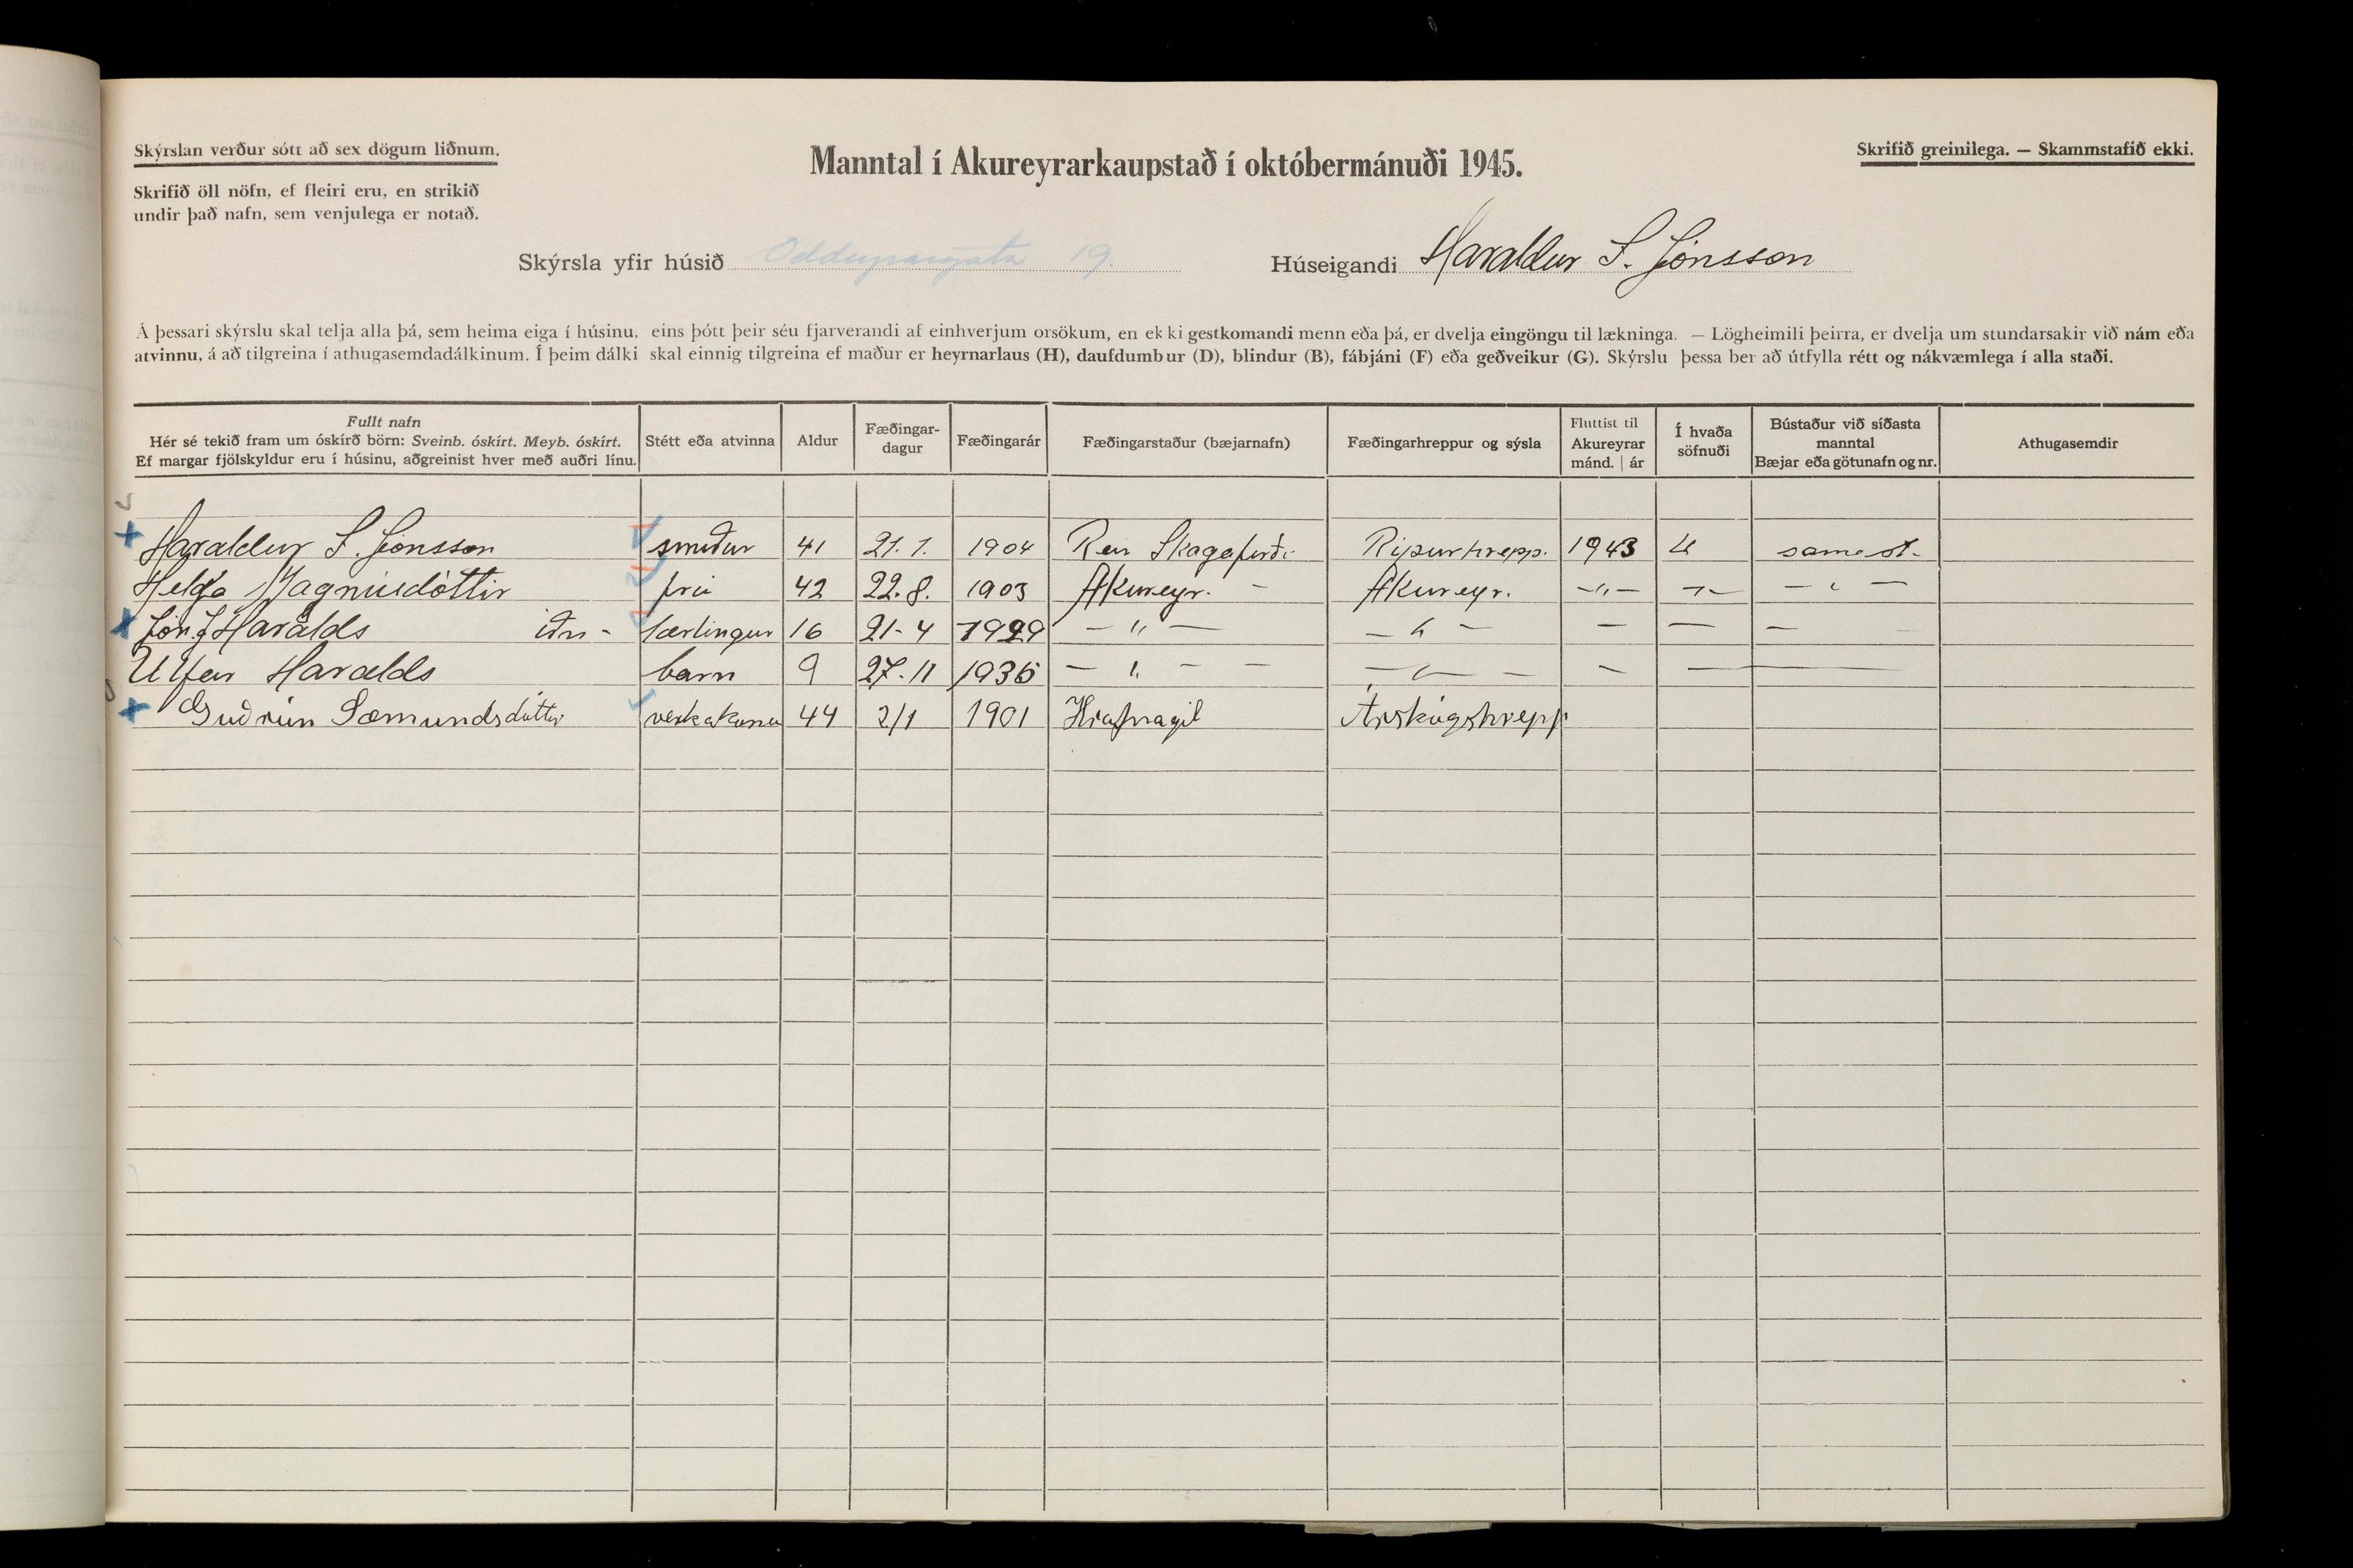 Skýrslan verður sótt að sex dögum liðnum.
Skrifið öll nöfn, ef fleiri eru, en strikið
undir það nafn, sem venjulega er notað.
Manntal í Akureyrarkaupstað í októbermánuði 1945.
Skrifið greinilega. — Skammstafið ekki.
Skýrsla yfir húsið Oddeyrargata 19. Húseigandi Haraldur S. Jónsson
Á þessari skýrslu skal telja alla þá, sem heima eiga í húsinu, eins þótt þeir séu fjarverandi af einhverjum orsökum, en ekki gestkomandi menn eða þá, er dvelja eingöngu til lækninga. — Lögheimili þeirra, er dvelja um stundarsakir við nám eða
atvinnu, á að tilgreina í athugasemdadálkinum. Í þeim dálki skal einnig tilgreina ef maður er heyrnarlaus (H), daufdumbur (D), blindur (B), fábjáni (F) eða geðveikur (G). Skýrslu þessa ber að útfylla rétt og nákvæmlega í alla staði.
Fullt nafn
Hér sé tekið fram um óskírð börn: Sveinb. óskírt. Meyb. óskírt.
Ef margar fjölskyldur eru í húsinu, aðgreinist hver með auðri línu.
Stétt eða atvinna
Aldur
Fæðingar-
dagur
Fæðingarár
Fæðingarstaður (bæjarnafn)
Fæðingarhreppur og sýsla
Fluttist til
Akureyrar
mánd. | ár
Í hvaða
söfnuði
Bústaður við síðasta
manntal
Bæjar eða götunafn og nr.
Athugasemdir
Haraldur S. Jónsson smiður 41 21.1. 1904 Skagafirði Rípurhrepp. 1943 samast.
Helga Magnúsdóttir frú 42 22.8. 1903 Akureyr. - Akureyr. -"- -"-
Jón Haralds iðn- lærlingur 16 21-4 1929 -"- -"- - - -
Úlfar Haralds barn 9 27-11 1936 -"- - -"- - - -
Guðrún Sæmundsdóttir verkakona 44 2/1 1901 Hrafnagil Árskógshrepp